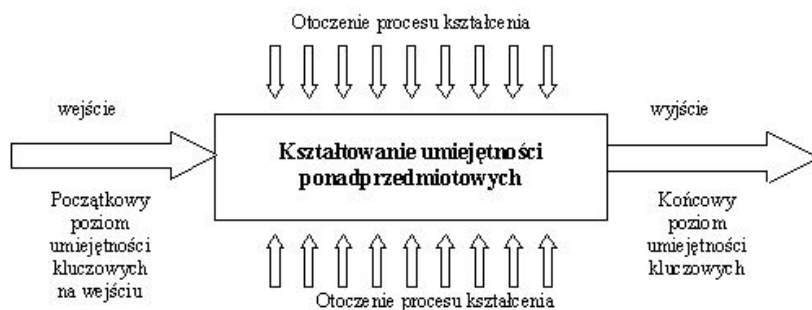 Otoczenie procesu kształcenia
wejście
wyjście
Kształtowanie umiejętności
ponadprzedmiotowych
Początkowy
poziom
umiejętności
kluczowych
na wejściu
Końcowy
poziom
umiejętności
kluczowych
Otoczenie procesu kształcenia